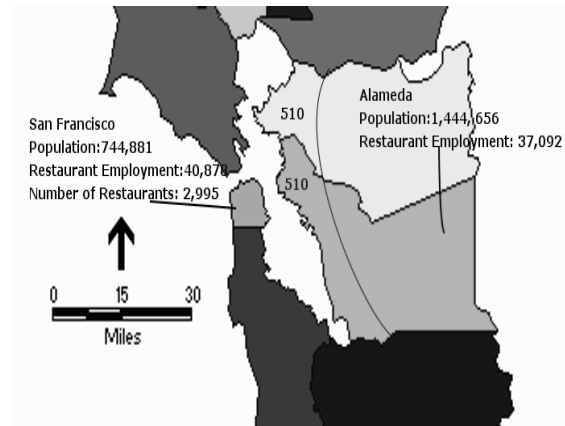 San Francisco
Population:744,881
Restaurant Employment:40,878
Number of Restaurants: 2,995
Alameda
Population:1,444,656
Restaurant Employment: 37,092
510
510
0 15 30
Miles